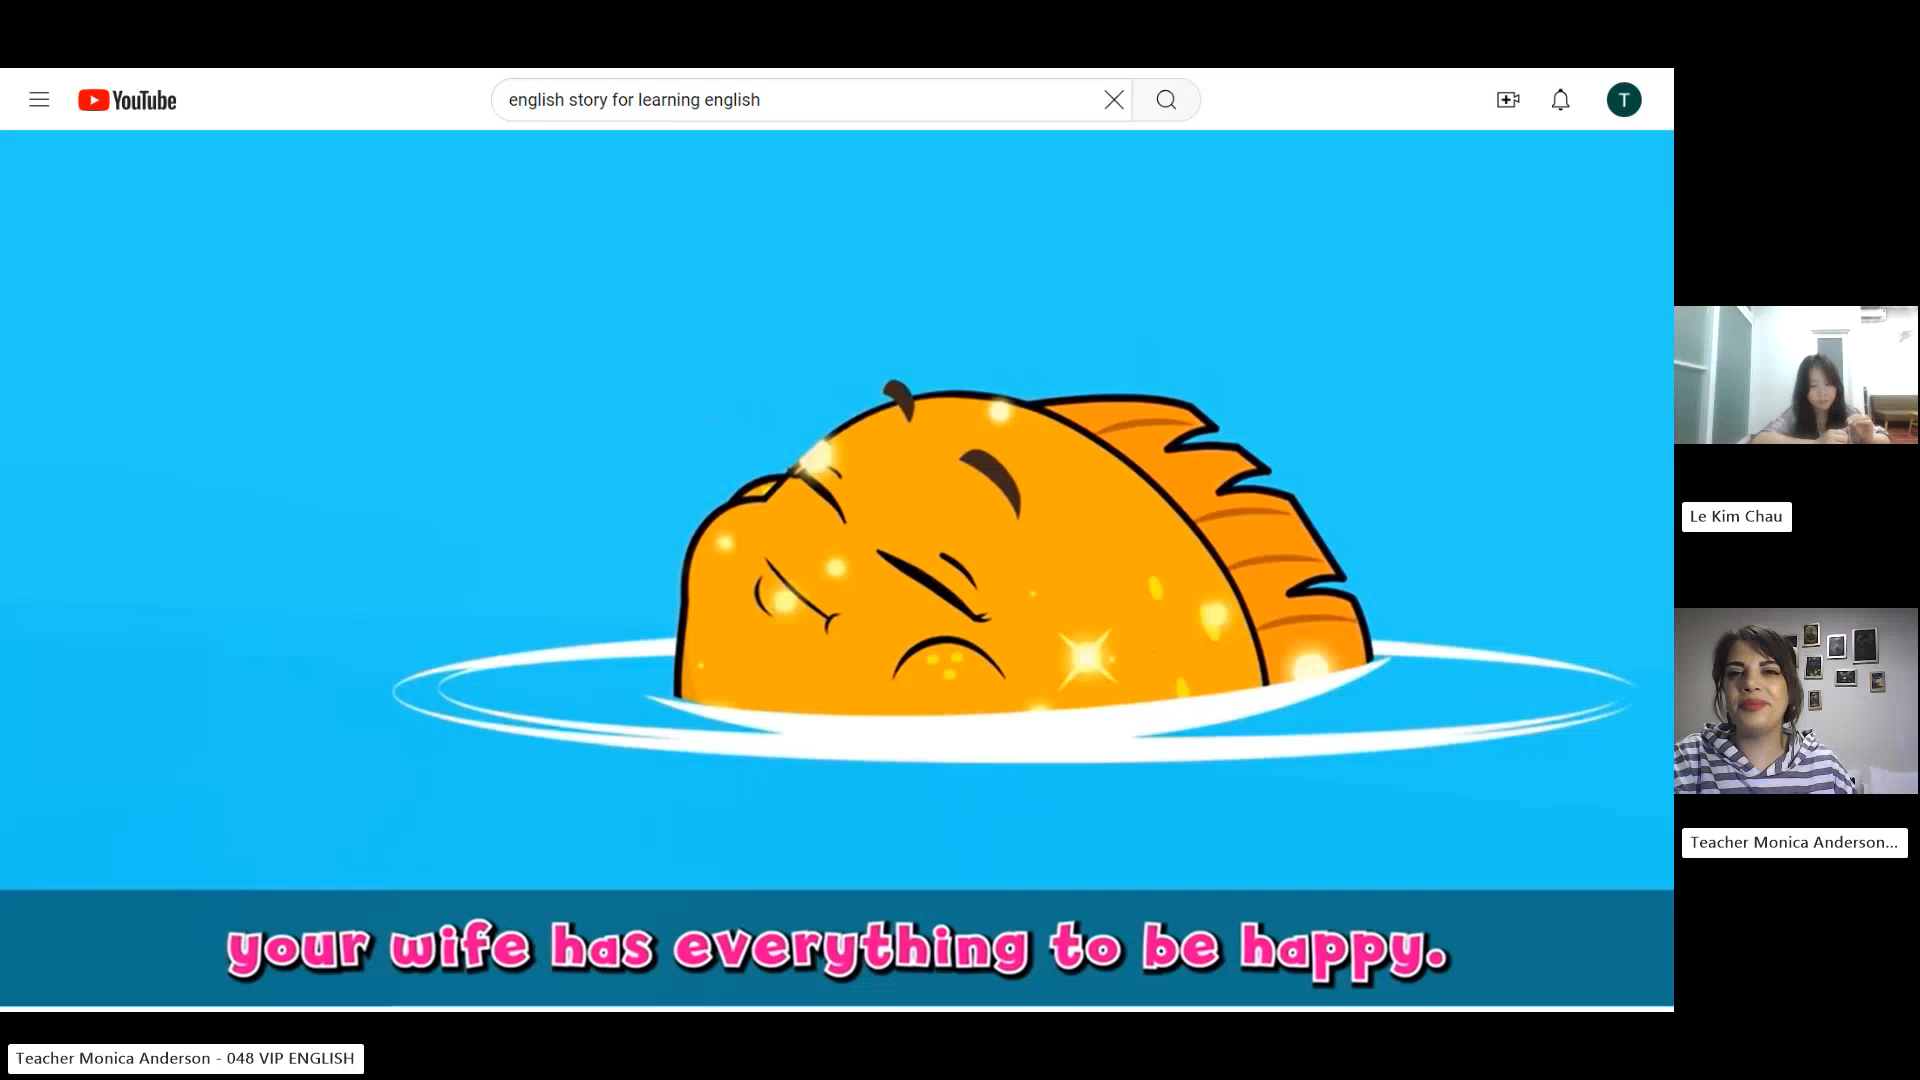 YouTube
english story for learning english
T
Le Kim Chau
Teacher Monica Anderson...
your wife has everything to be happy.
Teacher Monica Anderson - 048 VIP ENGLISH